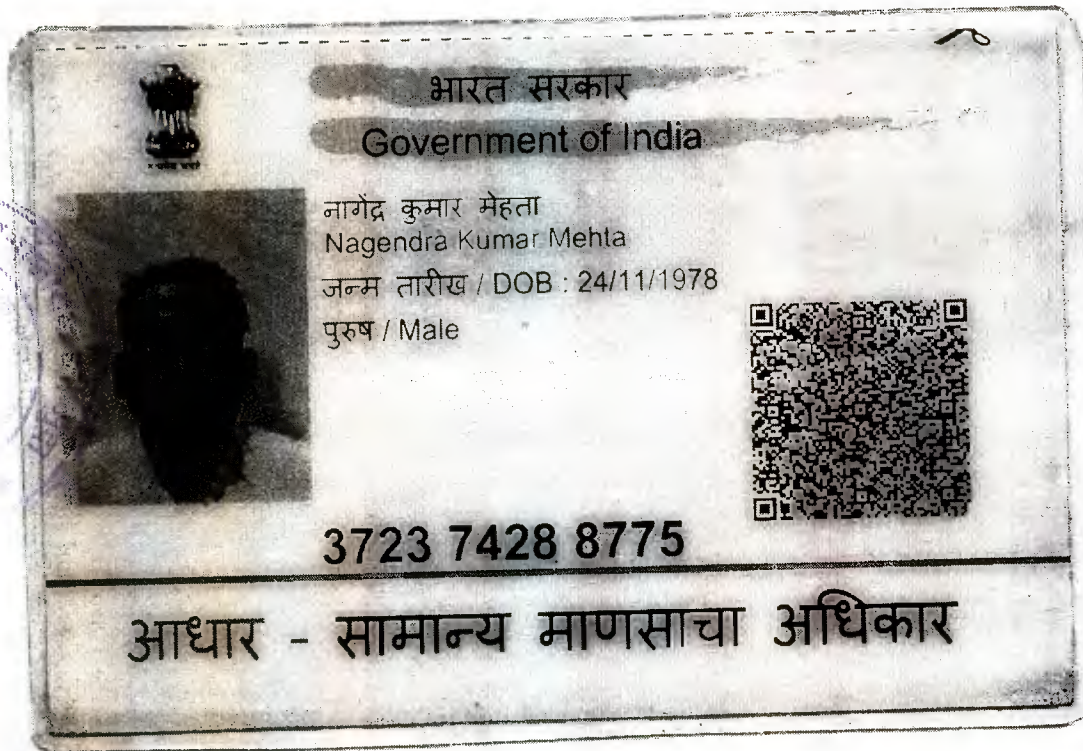 भारत सरकार
Government of India
नागेंद्र कुमार मेहता
Nagendra Kumar Mehta
जन्म तारीख / DOB : 24/11/1978
पुरुष / Male
3723 7428 8775
आधार - सामान्य माणसाचा अधिकार